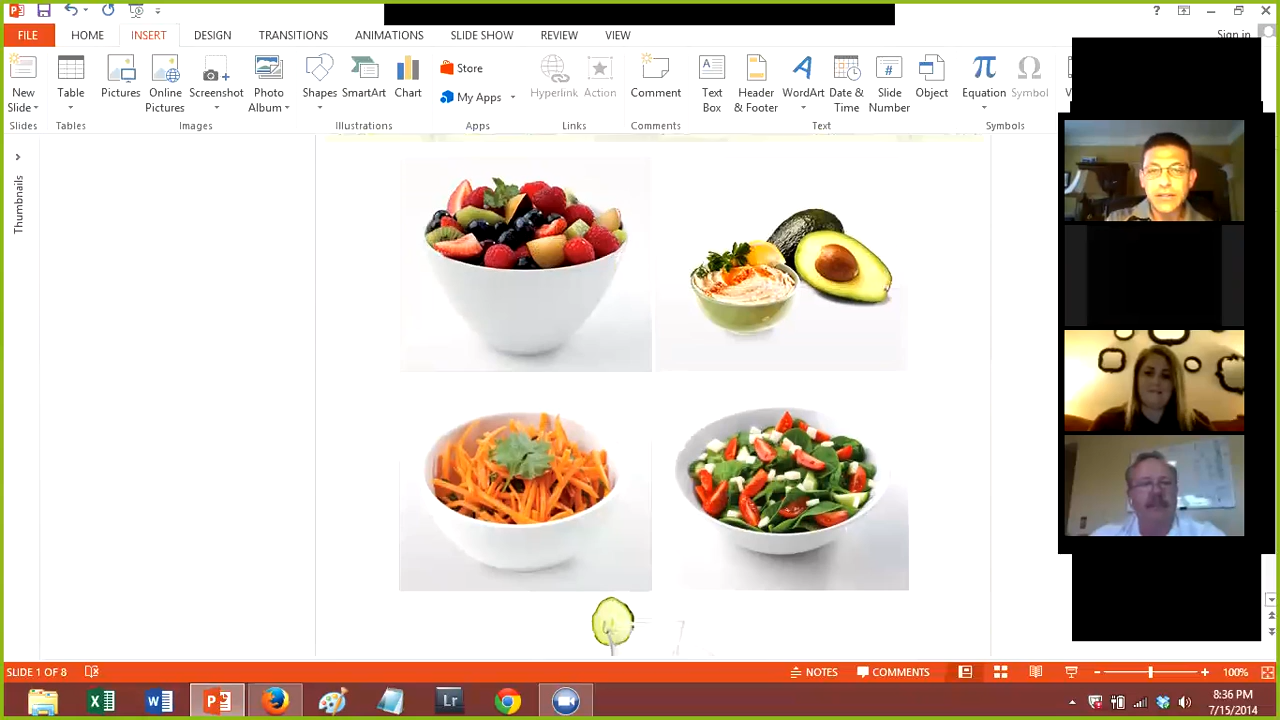 FILE HOME INSERT DESIGN TRANSITIONS ANIMATIONS SLIDE SHOW REVIEW VIEW
Sign in
New Slide
Table
Pictures
Online Pictures
Screenshot
Photo Album
Shapes
SmartArt
Chart
Store
My Apps
Hyperlink
Action
Comment
Text Box
Header & Footer
WordArt
Date & Time
Slide Number
Object
Equation
Symbol
Slides Tables Images Illustrations Apps Links Comments Text Symbols
Thumbnails
SLIDE 1 OF 8 NOTES COMMENTS 100%
Lr
8:36 PM
7/15/2014